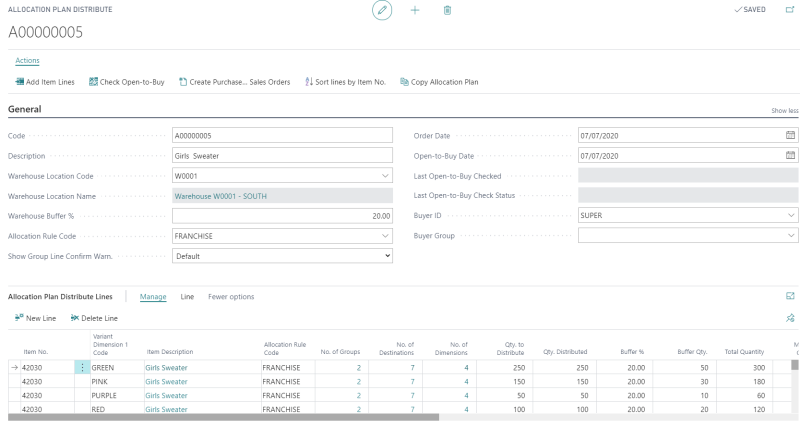 ALLOCATION PLAN DISTRIBUTE
SAVED
A00000005
Actions
Add Item Lines Check Open-to-Buy Create Purchase... Sales Orders Sort lines by Item No. Copy Allocation Plan
General
Show less
Code A00000005
Description Girls Sweater
Warehouse Location Code W0001
Warehouse Location Name Warehouse W0001 - SOUTH
Warehouse Buffer % 20.00
Allocation Rule Code FRANCHISE
Show Group Line Confirm Warn. Default
Order Date 07/07/2020
Open-to-Buy Date 07/07/2020
Last Open-to-Buy Checked
Last Open-to-Buy Check Status
Buyer ID SUPER
Buyer Group
Allocation Plan Distribute Lines Manage Line Fewer options
New Line Delete Line
Item No. Variant Dimension 1 Code Item Description Allocation Rule Code No. of Groups No. of Destinations No. of Dimensions Qty. to Distribute Qty. Distributed Buffer % Buffer Qty. Total Quantity
42030 GREEN Girls Sweater FRANCHISE 2 7 4 250 250 20.00 50 300
42030 PINK Girls Sweater FRANCHISE 2 7 4 150 150 20.00 30 180
42030 PURPLE Girls Sweater FRANCHISE 2 7 4 50 50 20.00 10 60
42030 RED Girls Sweater FRANCHISE 2 7 4 100 100 20.00 20 120